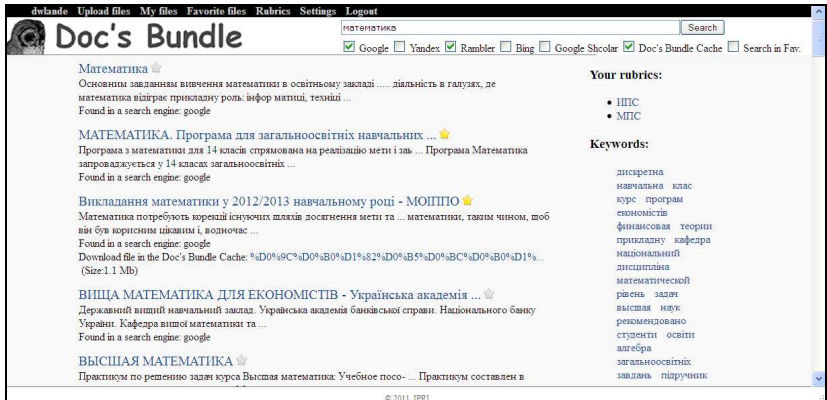 dwlande Upload files My files Favorite files Rubrics Settings Logout
Doc's Bundle
математика
Search
Google Yandex Rambler Bing Google Shcolar Doc's Bundle Cache Search in Fav.
Математика
Основним завданням вивчення математики в освітньому закладі ..... діяльність в галузях, де
математика відіграє прикладну роль: інфор матиці, техніці ...
Found in a search engine: google
МАТЕМАТИКА. Програма для загальноосвітніх навчальних ...
Програма з математики для 14 класів спрямована на реалізацію мети і заь ... Програма Математика
запроваджується у 14 класах загальноосвітніх ...
Found in a search engine: google
Викладання математики у 2012/2013 навчальному році - МОІППО
Математика потребують корекції існуючих шляхів досягнення мети та ... математики, таким чином, щоб
він був корисним цікавим і, водночас ...
Found in a search engine: google
Download file in the Doc's Bundle Cache: %D0%9C%D0%B0%D1%82%D0%B5%D0%BC%D0%B0%D1%...
(Size:1.1 Mb)
ВИЩА МАТЕМАТИКА ДЛЯ ЕКОНОМІСТІВ - Українська академія ...
Державний вищий навчальний заклад. Українська академія банківської справи. Національного банку
України. Кафедра вищої математики та ...
Found in a search engine: google
ВЫСШАЯ МАТЕМАТИКА
Практикум по решению задач курса Высшая математика: Учебное посо- ... Практикум составлен в
Your rubrics:
ИПС
МПС
Keywords:
дискретна
навчальна клас
курс програм
економістів
финансовая теории
прикладну кафедра
національний
дисципліна
математической
рівень задач
высшая наук
рекомендовано
студенти освіти
алгебра
загальноосвітніх
завдань підручник
© 2011 IPRI